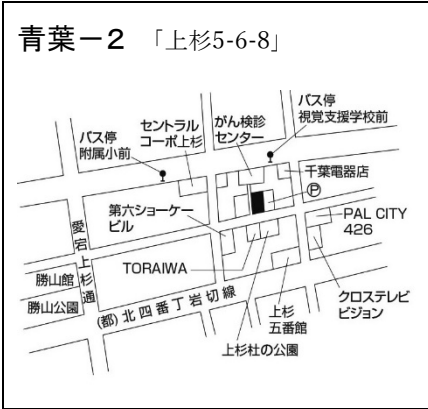 青葉－2 「上杉5-6-8」
バス停
視覚支援学校前
セントラル
コーポ上杉
がん検診
センター
バス停
附属小前
千葉電器店
Ⓟ
第六ショーケー
ビル
PAL CITY
426
愛宕上杉通
TORAIWA
勝山館
勝山公園
(都)北四番丁岩切線
クロステレビ
ビジョン
上杉
五番館
上杉杜の公園